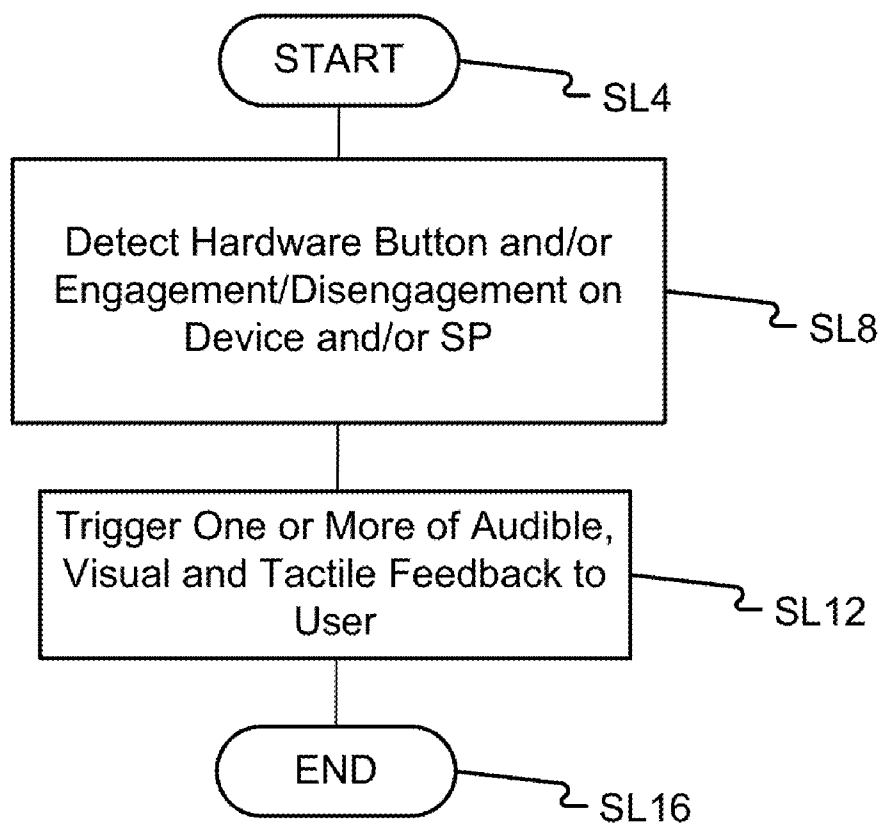 START
SL4
Detect Hardware Button and/or
Engagement/Disengagement on
Device and/or SP
SL8
Trigger One or More of Audible,
Visual and Tactile Feedback to
User
SL12
END
SL16